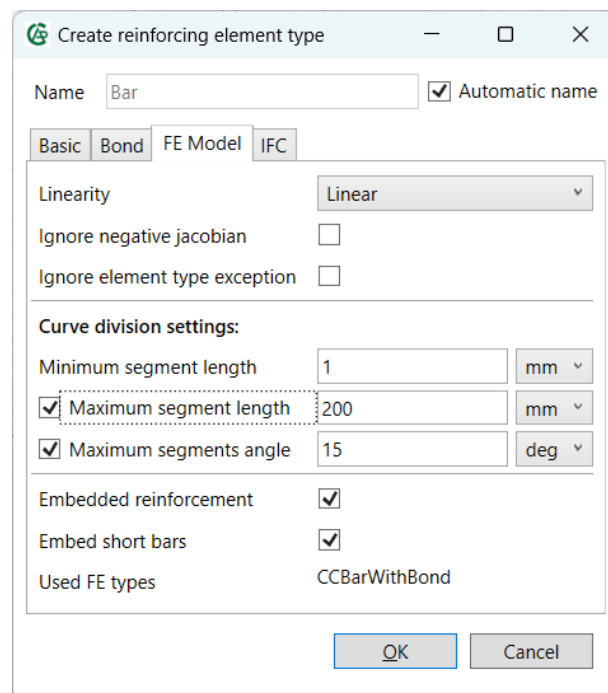 Create reinforcing element type
Name Bar Automatic name
Basic Bond FE Model IFC
Linearity Linear
Ignore negative jacobian
Ignore element type exception
Curve division settings:
Minimum segment length 1 mm
Maximum segment length 200 mm
Maximum segments angle 15 deg
Embedded reinforcement
Embed short bars
Used FE types CCBarWithBond
OK Cancel